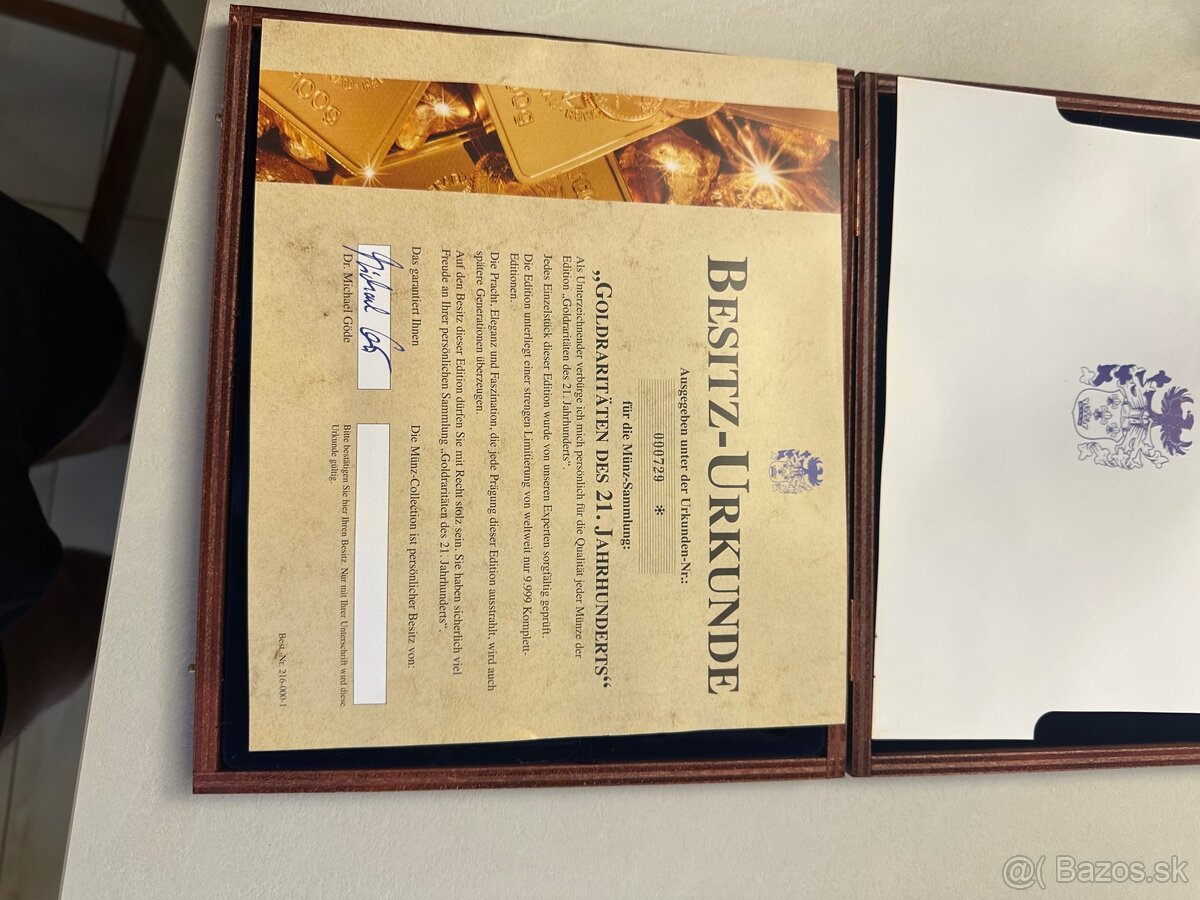 BESITZ-URKUNDE
Ausgegeben unter der Urkunden-Nr.:
000729 *
für die Münz-Sammlung:
„GOLDRARITÄTEN DES 21. JAHRHUNDERTS“
Als Unterzeichnender verbürge ich mich persönlich für die Qualität jeder Münze der
Edition „Goldraritäten des 21. Jahrhunderts“.
Jedes Einzelstück dieser Edition wurde von unseren Experten sorgfältig geprüft.
Die Edition unterliegt einer strengen Limitierung von weltweit nur 9.999 Komplett-
Editionen.
Die Pracht, Eleganz und Faszination, die jede Prägung dieser Edition ausstrahlt, wird auch
spätere Generationen überzeugen.
Auf den Besitz dieser Edition dürfen Sie mit Recht stolz sein. Sie haben sicherlich viel
Freude an Ihrer persönlichen Sammlung „Goldraritäten des 21. Jahrhunderts“.
Das garantiert Ihnen
Dr. Michael Göde
Die Münz-Collection ist persönlicher Besitz von:
Bitte bestätigen Sie hier Ihren Besitz. Nur mit Ihrer Unterschrift wird diese
Urkunde gültig.
Best.-Nr. 216-000-1
100g
@( Bazos.sk